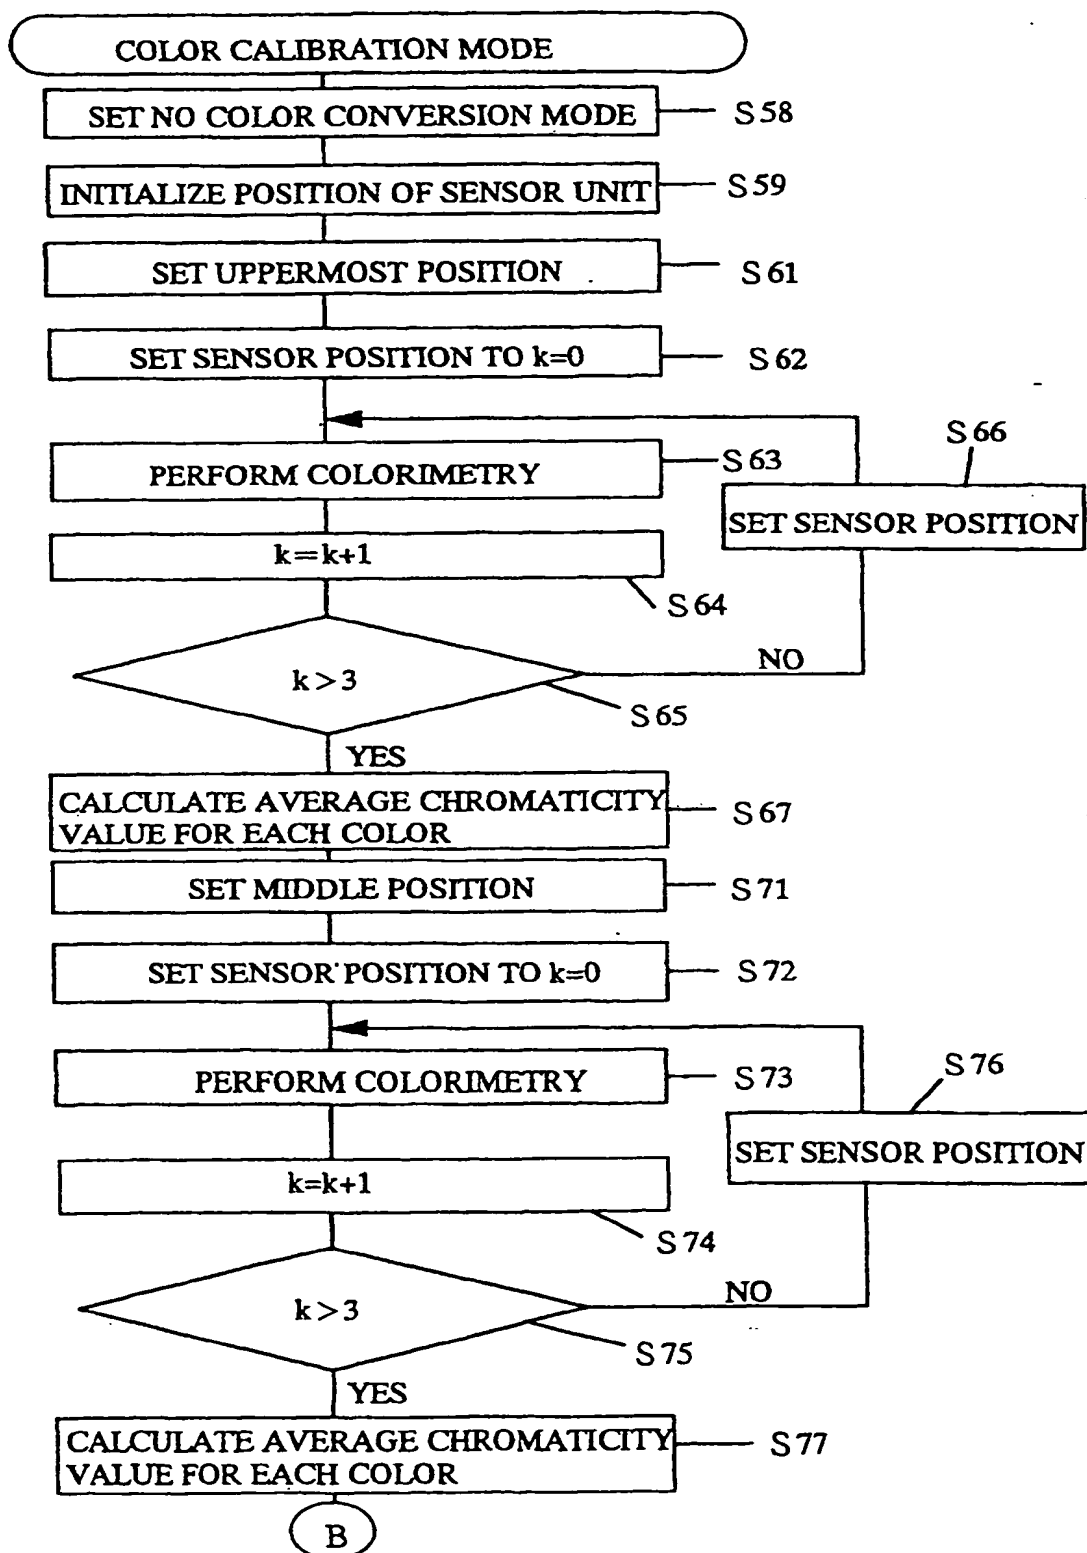 COLOR CALIBRATION MODE
SET NO COLOR CONVERSION MODE
S58
INITIALIZE POSITION OF SENSOR UNIT
S59
SET UPPERMOST POSITION
S61
SET SENSOR POSITION TO k=0
S62
PERFORM COLORIMETRY
S63
S66
SET SENSOR POSITION
k=k+1
S64
k>3
NO
S65
YES
CALCULATE AVERAGE CHROMATICITY
VALUE FOR EACH COLOR
S67
SET MIDDLE POSITION
S71
SET SENSOR POSITION TO k=0
S72
PERFORM COLORIMETRY
S73
S76
SET SENSOR POSITION
k=k+1
S74
k>3
NO
S75
YES
CALCULATE AVERAGE CHROMATICITY
VALUE FOR EACH COLOR
S77
B